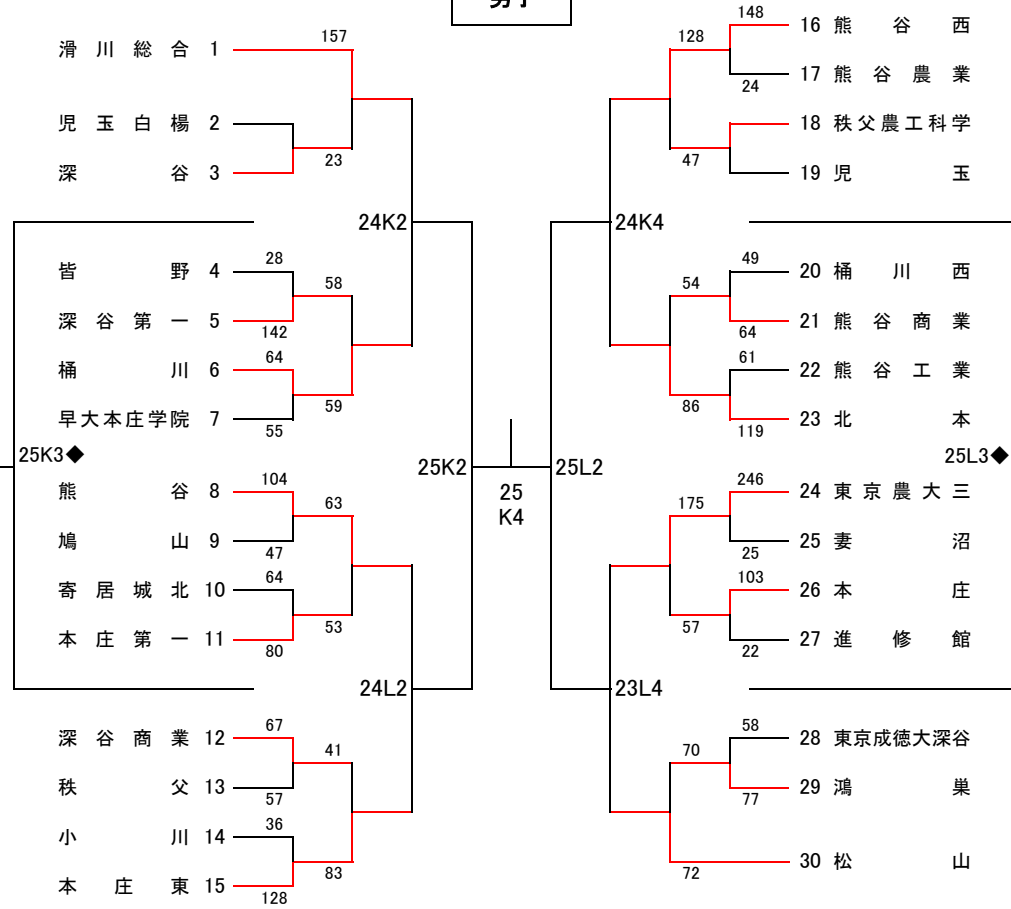 男子
滑川総合 1
157
児玉白楊 2
深谷 3
23
24K2
皆野 4
28
58
深谷第一 5
142
桶川 6
64
早大本庄学院 7
55
59
25K3◆
25K2
熊谷 8
104
63
鳩山 9
47
寄居城北 10
64
本庄第一 11
80
53
24L2
深谷商業 12
67
41
秩父 13
57
小川 14
36
本庄東 15
128
83
25
K4
148
16 熊谷西
128
17 熊谷農業
24
18 秩父農工科学
47
19 児玉
24K4
49
20 桶川西
54
21 熊谷商業
64
61
22 熊谷工業
86
23 北本
119
25L3◆
25L2
246
24 東京農大三
175
25 妻沼
25
103
26 本庄
57
27 進修館
22
23L4
58
28 東京成徳大深谷
70
29 鴻巣
77
30 松山
72